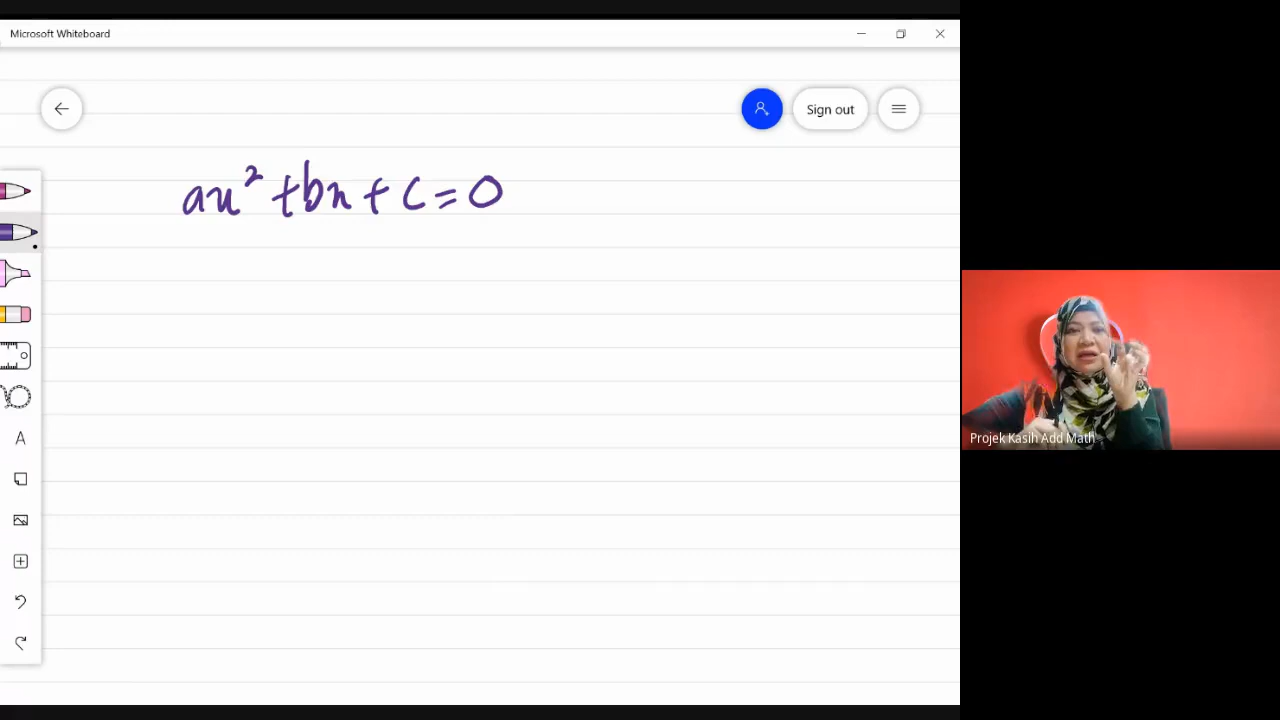 Microsoft Whiteboard
Sign out
ax² + bx + c = 0
A
Projek Kasih Add Math